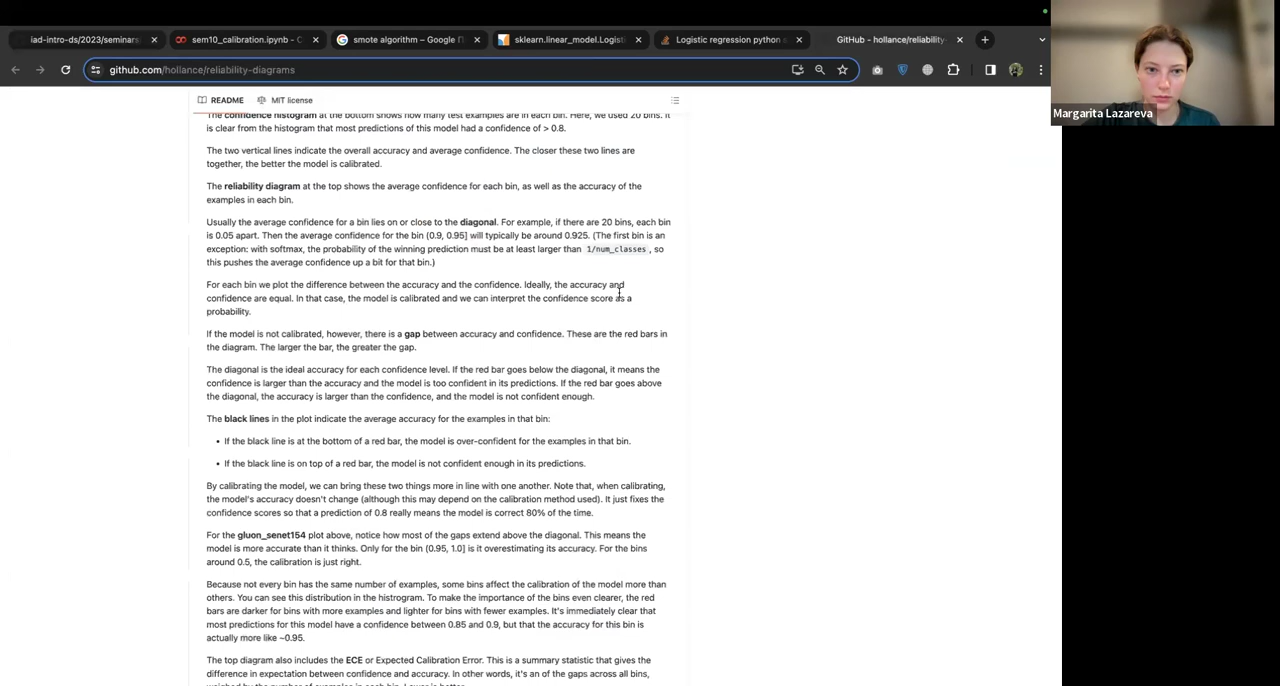 iad-intro-ds/2023/seminars
sem10_calibration.ipynb - C
smote algorithm – Google П
sklearn.linear_model.Logisti
Logistic regression python s
GitHub - hollance/reliability-
github.com/hollance/reliability-diagrams
Margarita Lazareva
README
MIT license
The confidence histogram at the bottom shows how many test examples are in each bin. Here, we used 20 bins. It
is clear from the histogram that most predictions of this model had a confidence of > 0.8.
The two vertical lines indicate the overall accuracy and average confidence. The closer these two lines are
together, the better the model is calibrated.
The reliability diagram at the top shows the average confidence for each bin, as well as the accuracy of the
examples in each bin.
Usually the average confidence for a bin lies on or close to the diagonal. For example, if there are 20 bins, each bin
is 0.05 apart. Then the average confidence for the bin (0.9, 0.95] will typically be around 0.925. (The first bin is an
exception: with softmax, the probability of the winning prediction must be at least larger than 1/num_classes, so
this pushes the average confidence up a bit for that bin.)
For each bin we plot the difference between the accuracy and the confidence. Ideally, the accuracy and
confidence are equal. In that case, the model is calibrated and we can interpret the confidence score as a
probability.
If the model is not calibrated, however, there is a gap between accuracy and confidence. These are the red bars in
the diagram. The larger the bar, the greater the gap.
The diagonal is the ideal accuracy for each confidence level. If the red bar goes below the diagonal, it means the
confidence is larger than the accuracy and the model is too confident in its predictions. If the red bar goes above
the diagonal, the accuracy is larger than the confidence, and the model is not confident enough.
The black lines in the plot indicate the average accuracy for the examples in that bin:
• If the black line is at the bottom of a red bar, the model is over-confident for the examples in that bin.
• If the black line is on top of a red bar, the model is not confident enough in its predictions.
By calibrating the model, we can bring these two things more in line with one another. Note that, when calibrating,
the model's accuracy doesn't change (although this may depend on the calibration method used). It just fixes the
confidence scores so that a prediction of 0.8 really means the model is correct 80% of the time.
For the gluon_senet154 plot above, notice how most of the gaps extend above the diagonal. This means the
model is more accurate than it thinks. Only for the bin (0.95, 1.0] is it overestimating its accuracy. For the bins
around 0.5, the calibration is just right.
Because not every bin has the same number of examples, some bins affect the calibration of the model more than
others. You can see this distribution in the histrogram. To make the importance of the bins even clearer, the red
bars are darker for bins with more examples and lighter for bins with fewer examples. It's immediately clear that
most predictions for this model have a confidence between 0.85 and 0.9, but that the accuracy for this bin is
actually more like ~0.95.
The top diagram also includes the ECE or Expected Calibration Error. This is a summary statistic that gives the
difference in expectation between confidence and accuracy. In other words, it's an of the gaps across all bins,
weighed by the number of examples in each bin. Lower is better.